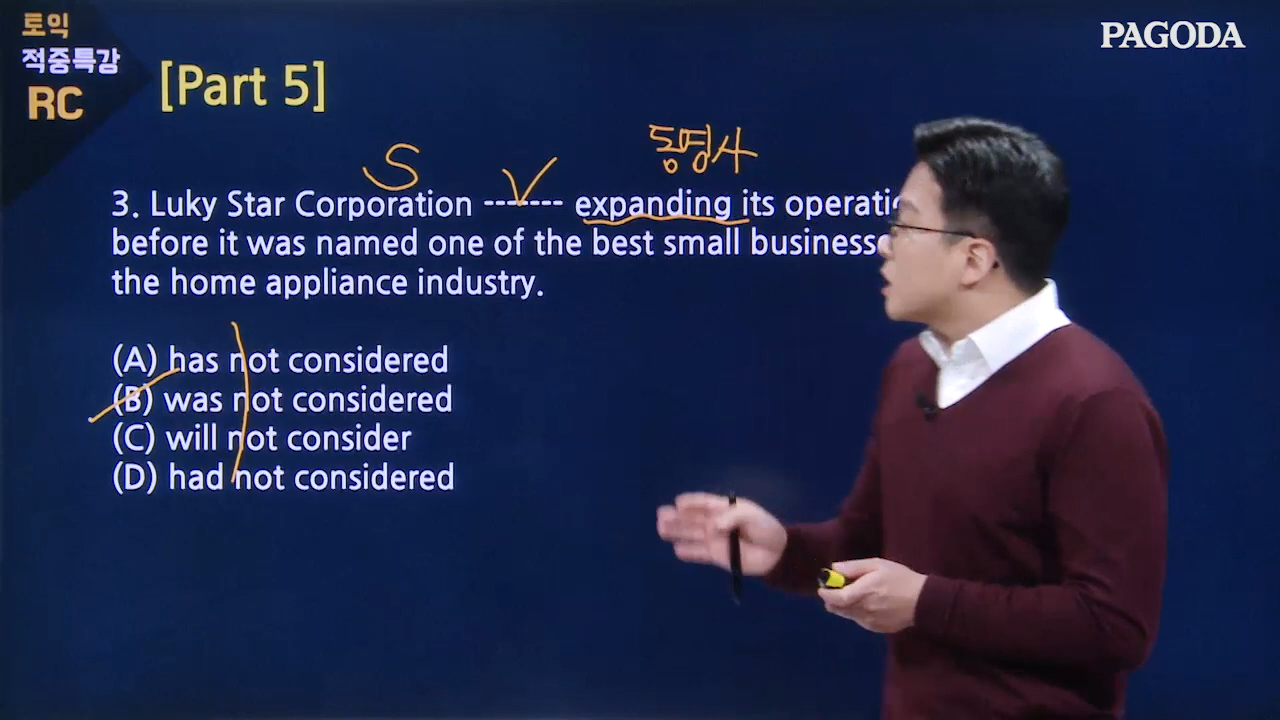 토익
적중특강
RC
PAGODA
[Part 5]
S V 동명사
3. Luky Star Corporation ------- expanding its
before it was named one of the best small
the home appliance industry.
(A) has not considered
(B) was not considered
(C) will not consider
(D) had not considered